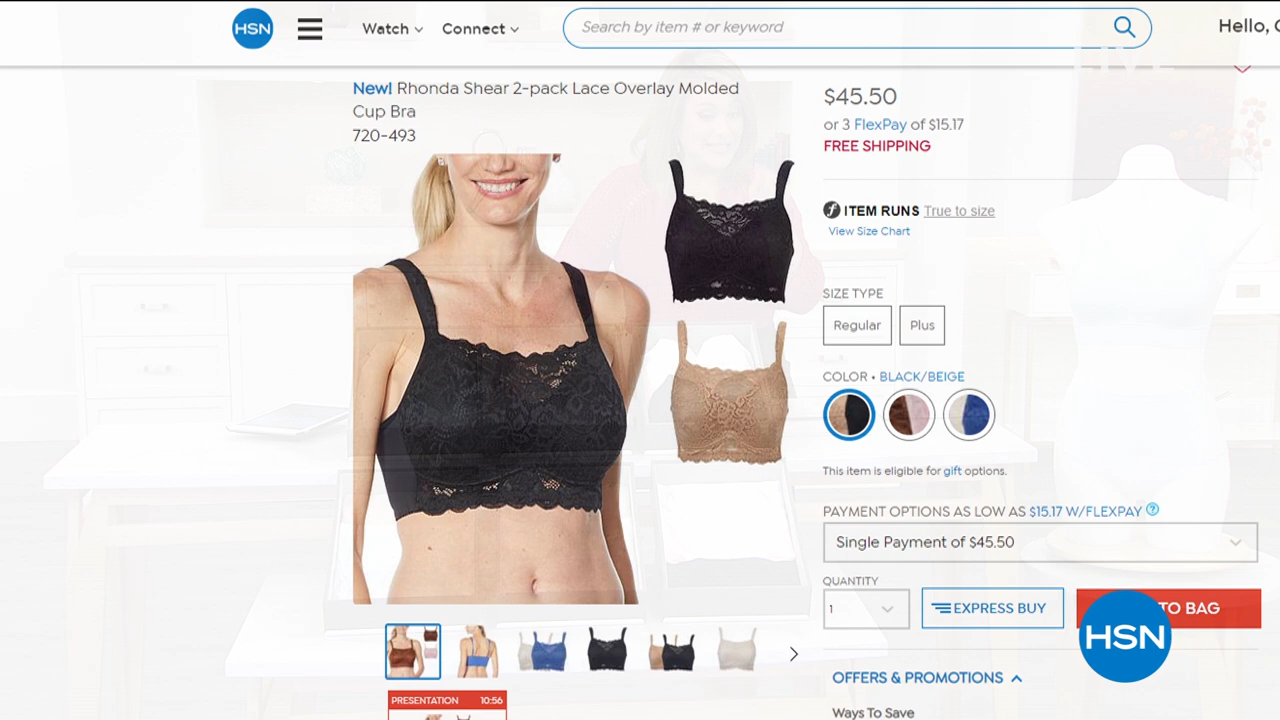 HSN
Watch
Connect
Search by item # or keyword
Hello,
LIVE
New! Rhonda Shear 2-pack Lace Overlay Molded
Cup Bra
720-493
$45.50
or 3 FlexPay of $15.17
FREE SHIPPING
f ITEM RUNS True to size
View Size Chart
SIZE TYPE
Regular
Plus
COLOR • BLACK/BEIGE
This item is eligible for gift options.
PAYMENT OPTIONS AS LOW AS $15.17 W/FLEXPAY ?
Single Payment of $45.50
QUANTITY
1
EXPRESS BUY
TO BAG
HSN
OFFERS & PROMOTIONS
Ways To Save
PRESENTATION 10:56